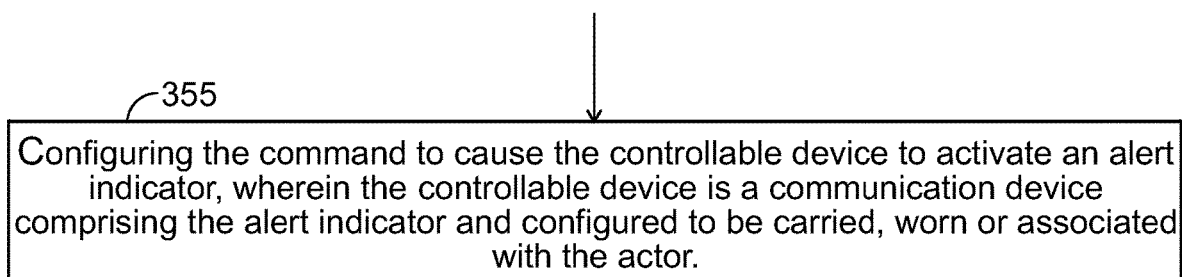 355
Configuring the command to cause the controllable device to activate an alert
indicator, wherein the controllable device is a communication device
comprising the alert indicator and configured to be carried, worn or associated
with the actor.